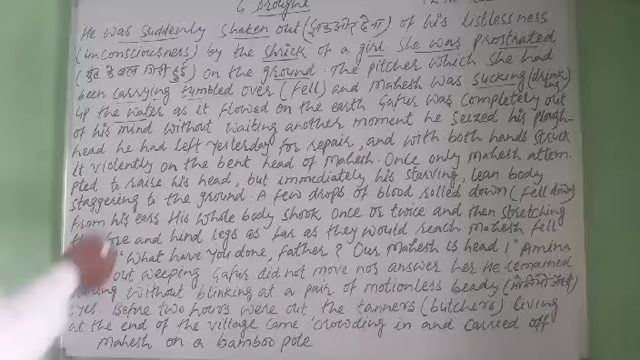 Drought
He was suddenly shaken out (झकझोर देना) of his listlessness
(unconsciousness) by the shrick of a girl. She was prostrated
(मुँह के बल गिरी हुई) on the ground. The pitcher which she had
been carrying tumbled over (fell) and Mahesh was sucking (drinking)
up the water as it flowed on the earth Gafur was completely out
of his mind without waiting another moment he seized his plough-
head he had left yesterday for repair, and with both hands struck
it violently on the bent head of Mahesh. Once only Mahesh attem-
pted to raise his head, but immediately his starving, lean body
staggering to the ground. A few drops of blood rolled down (fell down)
from his ears His whole body shook once or twice and then stretching
and hind legs as far as they would reach Mahesh fell
"What have you done, Father? Our Mahesh is head!" Amina
out weeping Gafur did not move nor answer her. He remained
without blinking at a pair of motionless beady
eyes. Before two hours were out the tanners (butchers) living
at the end of the village came crowding in and carried off
Mahesh on a bamboo pole